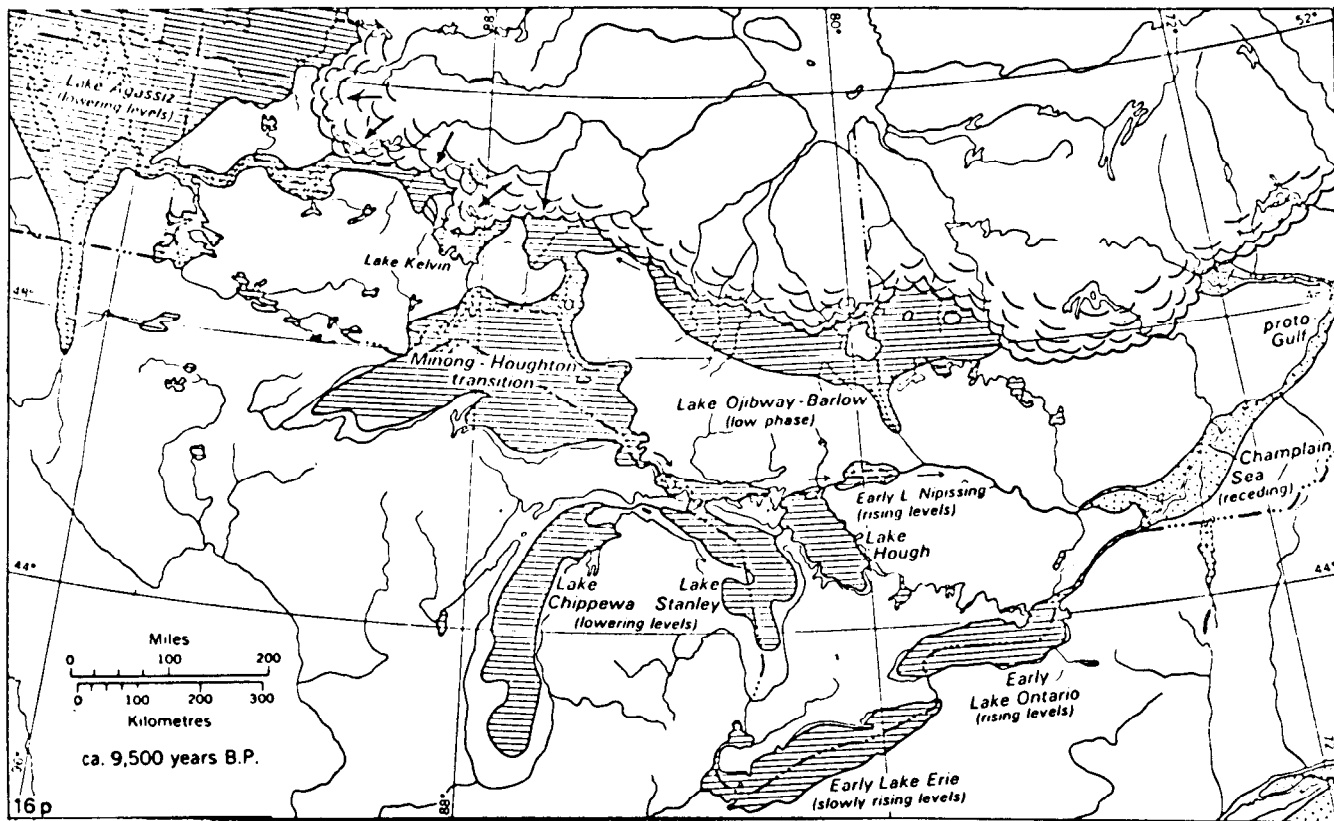 88°
80°
72°
52°
Lake Agassiz
(lowering levels)
Lake Kelvin
48°
Minong-Houghton
transition
Lake Ojibway-Barlow
(low phase)
proto
Gulf
Champlain
Sea
(receding)
Early L. Nipissing
(rising levels)
Lake
Hough
44°
44°
Lake
Chippewa
Lake
Stanley
(lowering levels)
Miles
0 100 200
0 100 200 300
Kilometres
ca. 9,500 years B.P.
Early
Lake Ontario
(rising levels)
Early Lake Erie
(slowly rising levels)
16p
88°